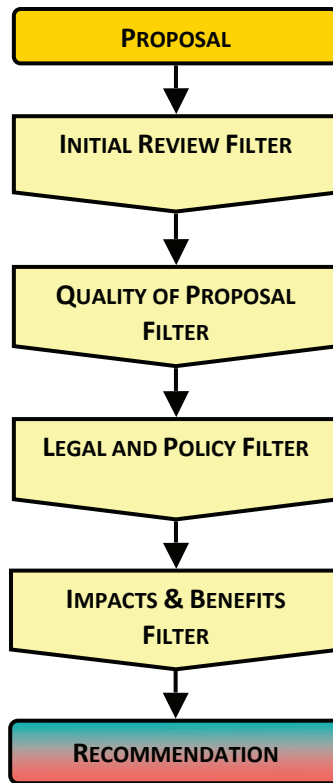 PROPOSAL
INITIAL REVIEW FILTER
QUALITY OF PROPOSAL
FILTER
LEGAL AND POLICY FILTER
IMPACTS & BENEFITS
FILTER
RECOMMENDATION